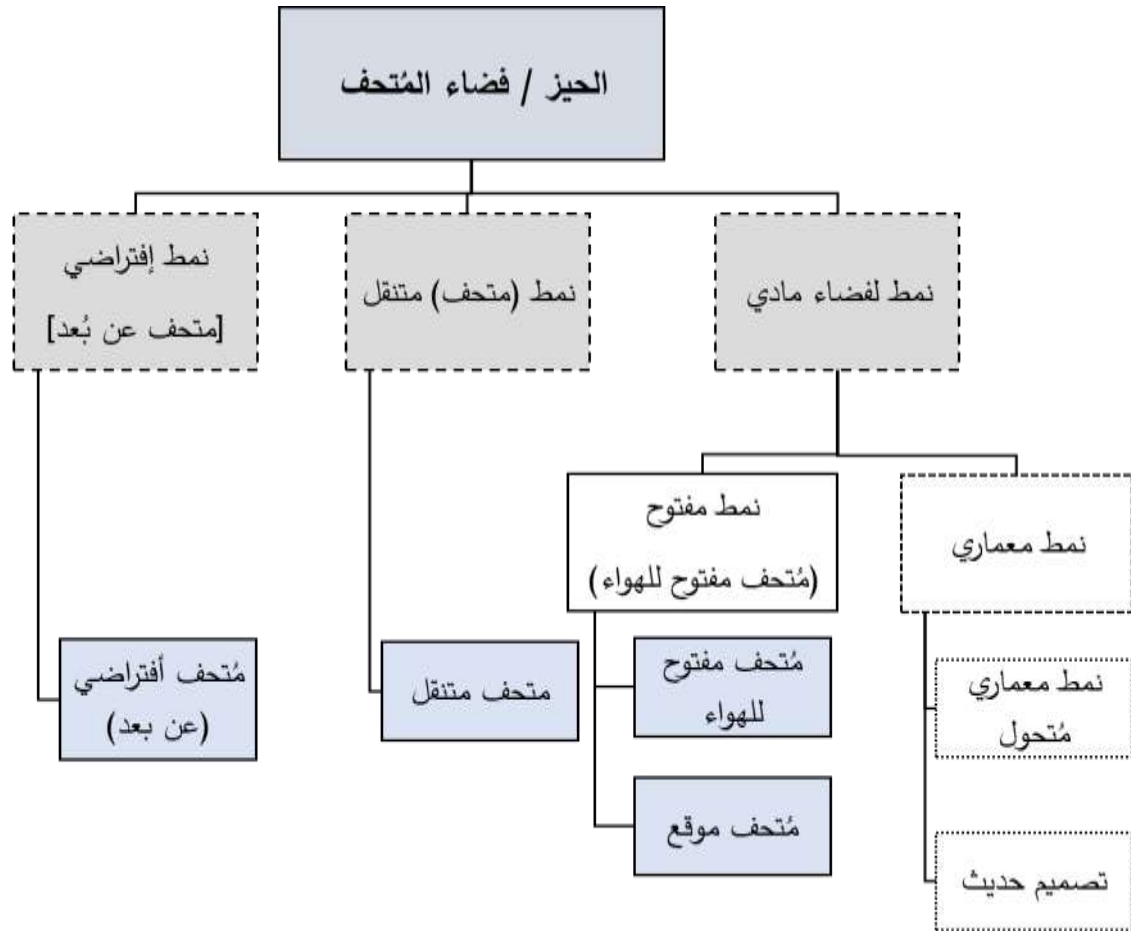 الحيز / فضاء المُتحف
نمط لفضاء مادي
نمط (متحف) متنقل
نمط إفتراضي
[متحف عن بُعد]
نمط معماري
نمط مفتوح
(مُتحف مفتوح للهواء)
نمط معماري
مُتحول
تصميم حديث
مُتحف مفتوح
للهواء
مُتحف موقع
متحف متنقل
مُتحف أفتراضي
(عن بعد)